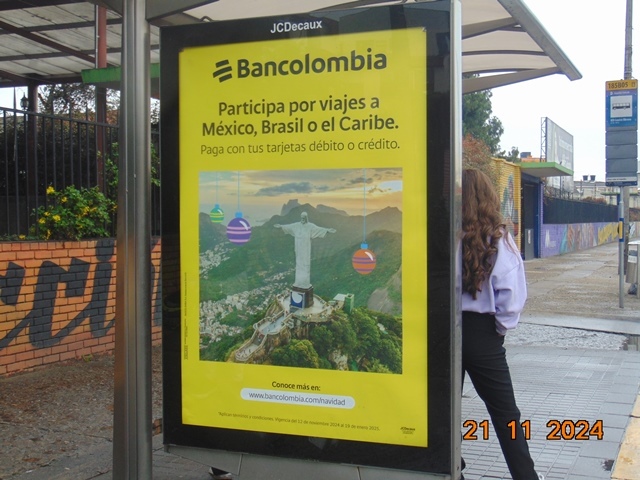 JCDecaux
Bancolombia
Participa por viajes a
México, Brasil o el Caribe.
Paga con tus tarjetas débito o crédito.
Conoce más en:
www.bancolombia.com/navidad
21 11 2024